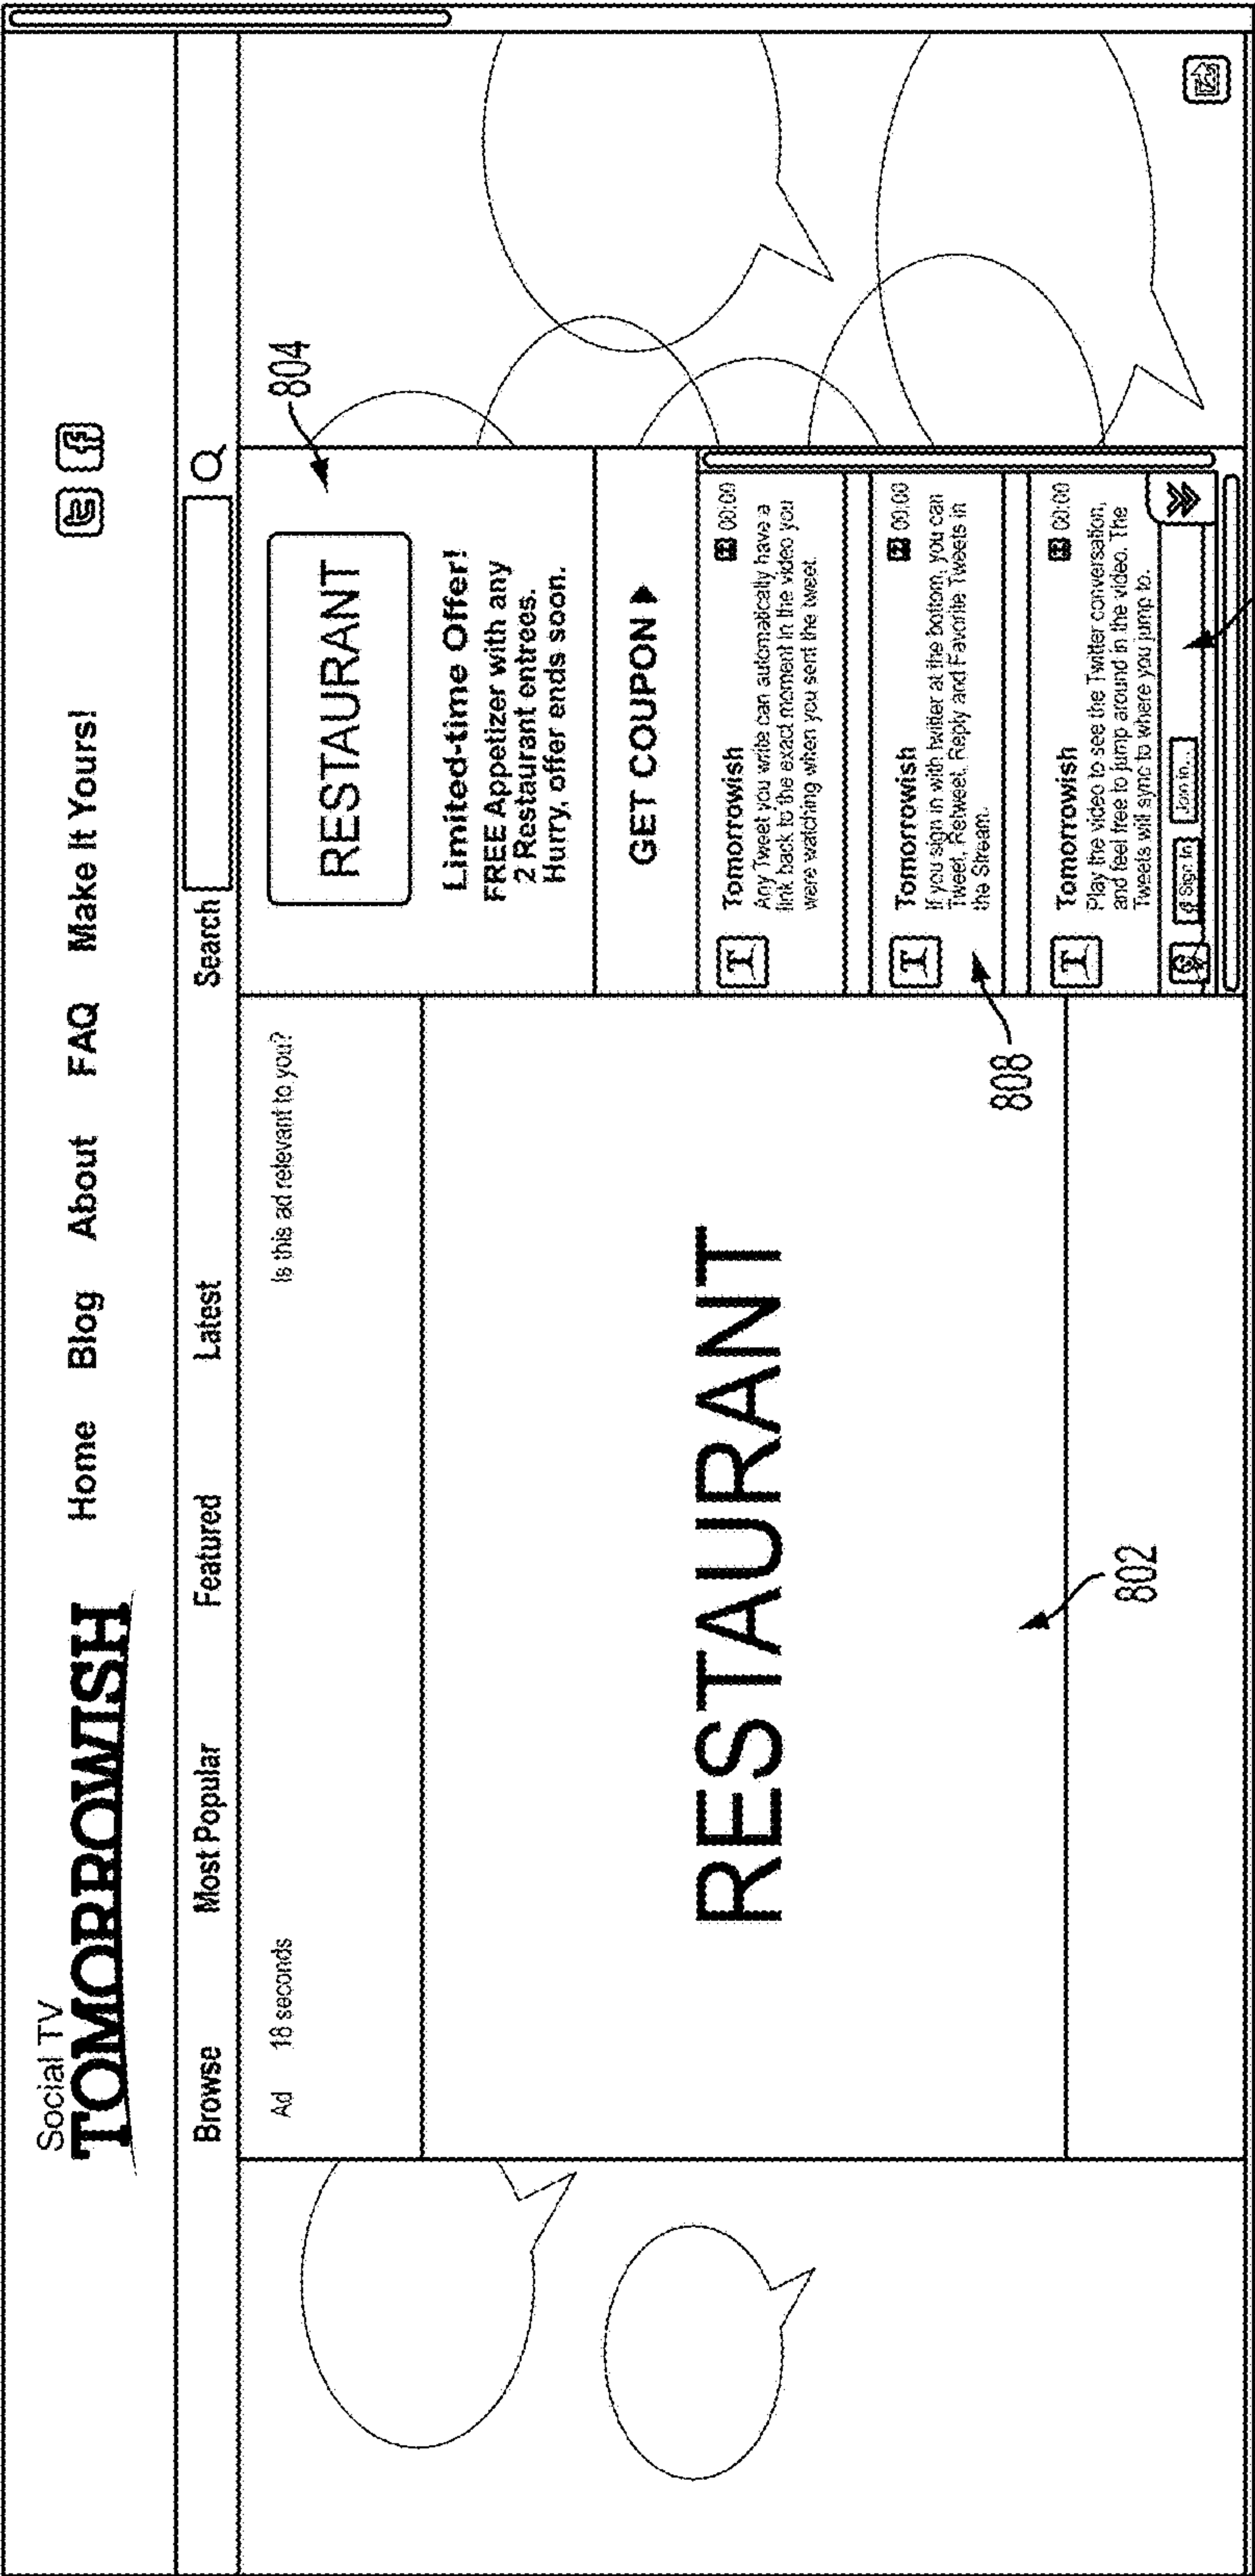 Social TV
TOMORROWISH
Home Blog About FAQ Make It Yours!
Browse Most Popular Featured Latest Search
Ad 18 seconds Is this ad relevant to you?
RESTAURANT
802
804
RESTAURANT
Limited-time Offer!
FREE Appetizer with any
2 Restaurant entrees.
Hurry, offer ends soon.
GET COUPON
Tomorrowish 00:00
Any Tweet you write can automatically have a
link back to the exact moment in the video you
were watching when you sent the tweet.
Tomorrowish 00:00
If you sign in with twitter at the bottom, you can
Tweet, Retweet, Reply and Favorite Tweets in
the Stream.
808
Tomorrowish 00:00
Play the video to see the Twitter conversation,
and feel free to jump around in the video. The
Tweets will sync to where you jump to.
Sign In Join in...